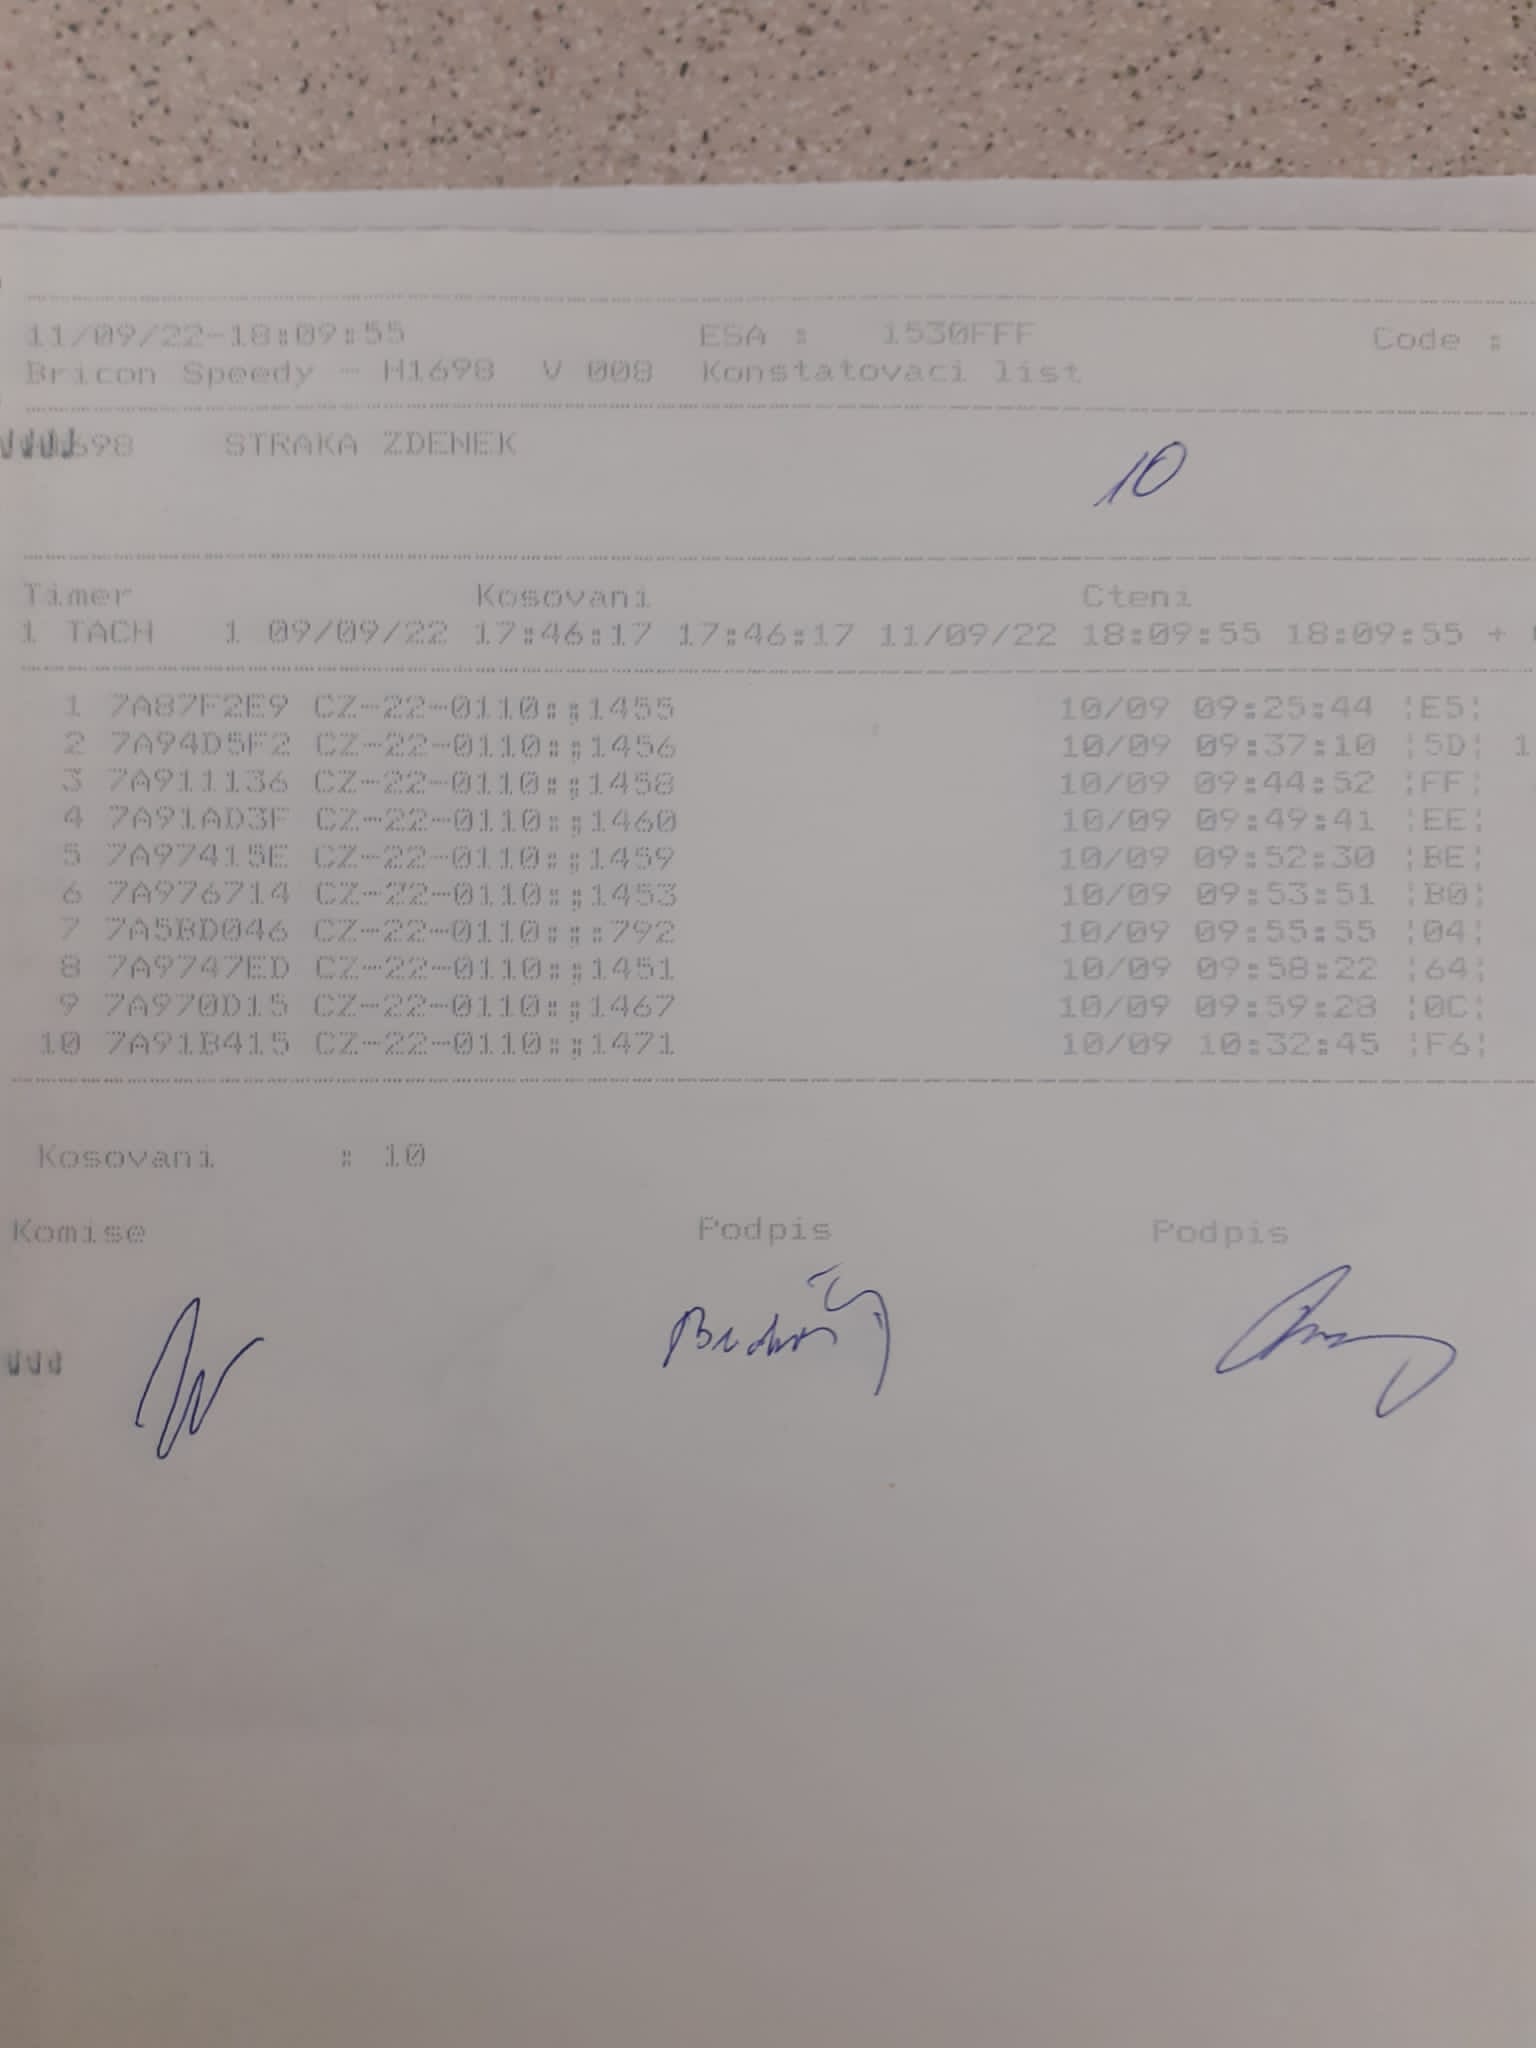 11/09/22-18:09:55 ESA : 1530FFF Code :
Bricon Speedy - H1698 V 008 Konstatovaci list
STRAKA ZDENEK
10
Timer Kosovani Cteni
1 TACH 1 09/09/22 17:46:17 17:46:17 11/09/22 18:09:55 18:09:55 +
1 7A87F2E9 CZ-22-0110:;1455 10/09 09:25:44 ¦E5¦
2 7A94D5F2 CZ-22-0110:;1456 10/09 09:37:10 ¦5D¦ 1
3 7A911136 CZ-22-0110:;1458 10/09 09:44:52 ¦FF¦
4 7A91AD3F CZ-22-0110:;1460 10/09 09:49:41 ¦EE¦
5 7A97415E CZ-22-0110:;1459 10/09 09:52:30 ¦BE¦
6 7A976714 CZ-22-0110:;1453 10/09 09:53:51 ¦B0¦
7 7A5BD046 CZ-22-0110:;:792 10/09 09:55:55 ¦04¦
8 7A9747ED CZ-22-0110:;1451 10/09 09:58:22 ¦64¦
9 7A970D15 CZ-22-0110:;1467 10/09 09:59:28 ¦0C¦
10 7A91B415 CZ-22-0110:;1471 10/09 10:32:45 ¦F6¦
Kosovani : 10
Komise Podpis Podpis